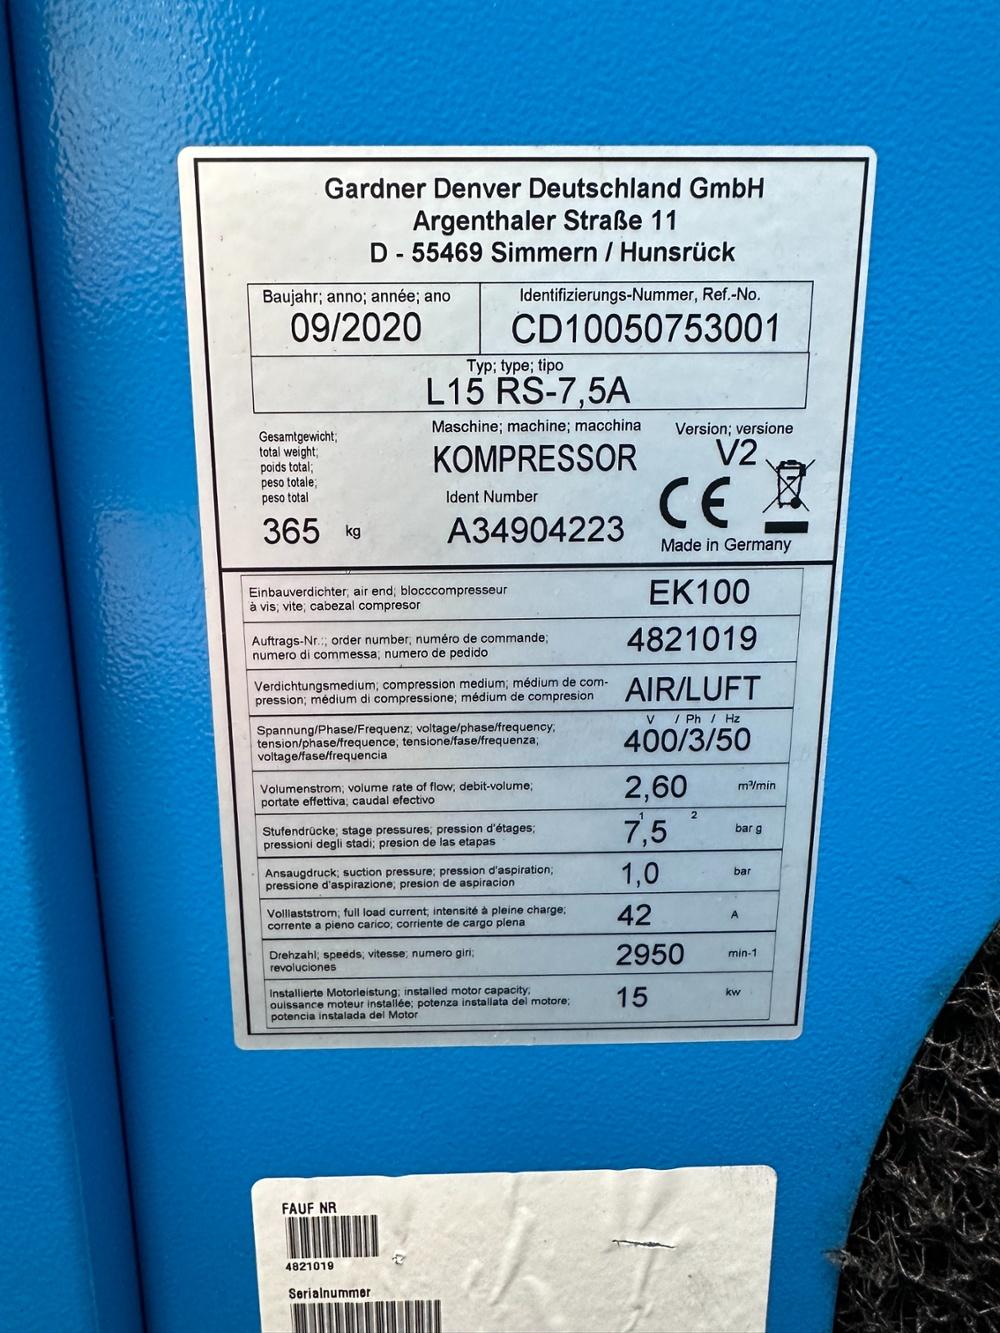 Gardner Denver Deutschland GmbH
Argenthaler Straße 11
D - 55469 Simmern / Hunsrück
Baujahr; anno; année; ano
09/2020
Identifizierungs-Nummer, Ref.-No.
CD10050753001
Typ; type; tipo
L15 RS-7,5A
Gesamtgewicht;
total weight;
poids total;
peso totale;
peso total
365 kg
Maschine; machine; macchina
KOMPRESSOR
Ident Number
A34904223
Version; versione
V2
CE
Made in Germany
Einbauverdichter; air end; blocccompresseur
à vis; vite; cabezal compresor
EK100
Auftrags-Nr.:; order number; numéro de commande;
numero di commessa; numero de pedido
4821019
Verdichtungsmedium; compression medium; médium de com-
pression; médium di compressione; médium de compresion
AIR/LUFT
Spannung/Phase/Frequenz; voltage/phase/frequency;
tension/phase/frequence; tensione/fase/frequenza;
voltage/fase/frequencia
V / Ph / Hz
400/3/50
Volumenstrom; volume rate of flow; debit-volume;
portate effettiva; caudal efectivo
2,60 m³/min
Stufendrücke; stage pressures; pression d'étages;
pressioni degli stadi; presion de las etapas
1 2
7,5 bar g
Ansaugdruck; suction pressure; pression d'aspiration;
pressione d'aspirazione; presion de aspiracion
1,0 bar
Volllaststrom; full load current; intensité à pleine charge;
corrente a pieno carico; corriente de cargo plena
42 A
Drehzahl; speeds; vitesse; numero giri;
revoluciones
2950 min-1
Installierte Motorleistung; installed motor capacity;
ouissance moteur installée; potenza installata del motore;
potencia instalada del Motor
15 kw
FAUF NR
4821019
Serialnummer